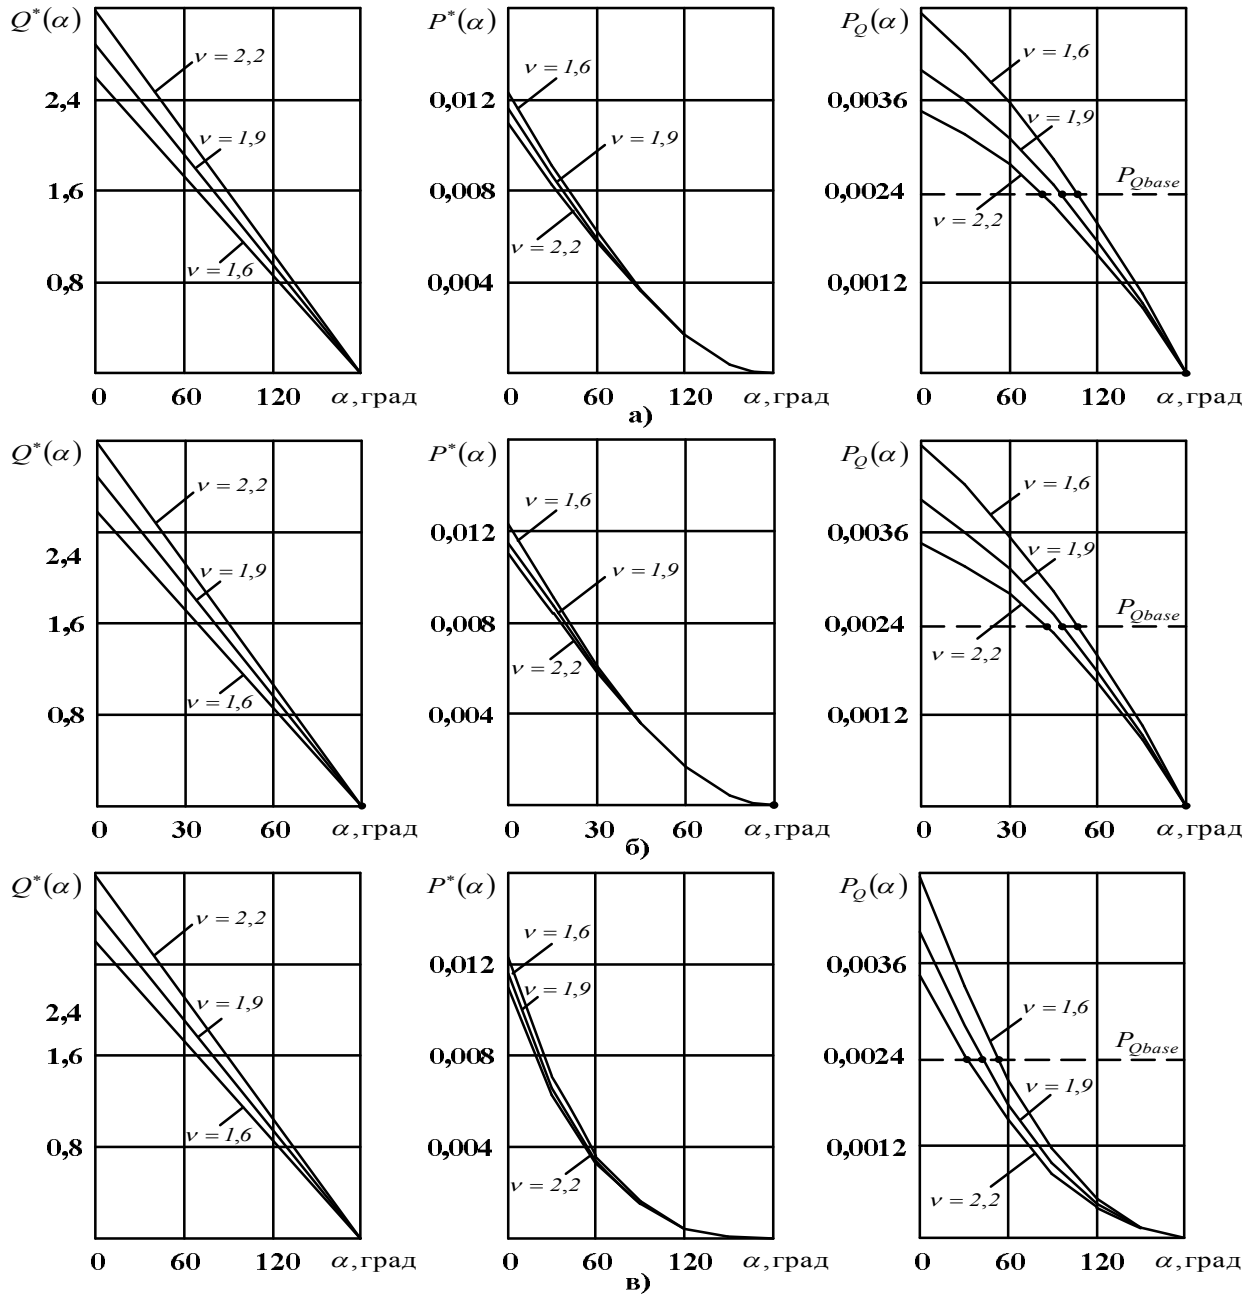 Q*(α)
ν = 2,2
2,4
ν = 1,9
1,6
ν = 1,6
0,8
0 60 120 α, град
P*(α)
ν = 1,6
0,012
ν = 1,9
0,008
ν = 2,2
0,004
0 60 120 α, град
P_Q(α)
ν = 1,6
0,0036
ν = 1,9
P_Qbase
0,0024
ν = 2,2
0,0012
0 60 120 α, град
а)
Q*(α)
ν = 2,2
2,4
ν = 1,9
1,6
ν = 1,6
0,8
0 30 60 α, град
P*(α)
ν = 1,6
0,012
ν = 1,9
0,008
ν = 2,2
0,004
0 30 60 α, град
P_Q(α)
ν = 1,6
0,0036
ν = 1,9
P_Qbase
0,0024
ν = 2,2
0,0012
0 30 60 α, град
б)
Q*(α)
ν = 2,2
2,4
ν = 1,9
1,6
ν = 1,6
0,8
0 60 120 α, град
P*(α)
ν = 1,6
0,012
ν = 1,9
0,008
0,004
ν = 2,2
0 60 120 α, град
P_Q(α)
0,0036
ν = 1,6
P_Qbase
0,0024
ν = 1,9
0,0012
ν = 2,2
0 60 120 α, град
в)